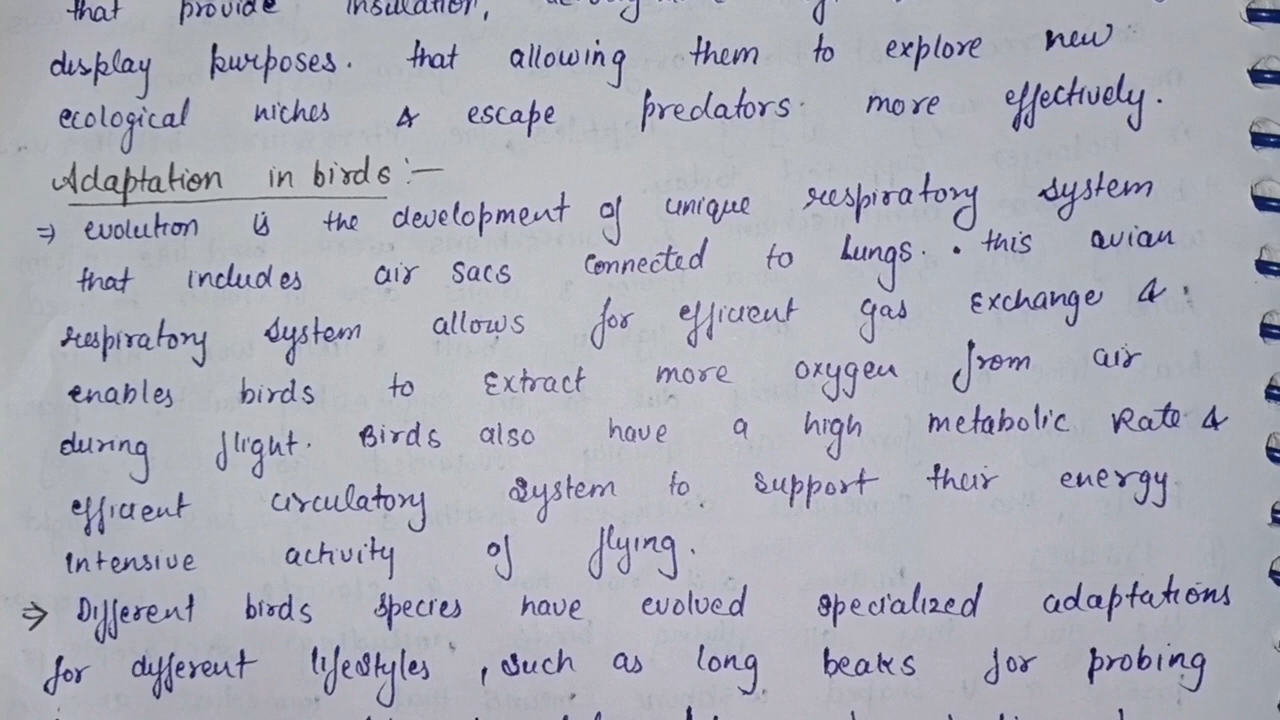 that provide insulation,
display purposes. that allowing them to explore new
ecological niches & escape predators. more effectively.
Adaptation in birds :-
⇒ evolution is the development of unique respiratory system
that includes air sacs connected to Lungs. • this avian
respiratory system allows for efficient gas Exchange &
enables birds to Extract more oxygen from air
during flight. Birds also have a high metabolic Rate &
efficient circulatory system to support their energy
intensive activity of flying.
⇒ Different birds species have evolved specialized adaptations
for different lifestyles, such as long beaks for probing